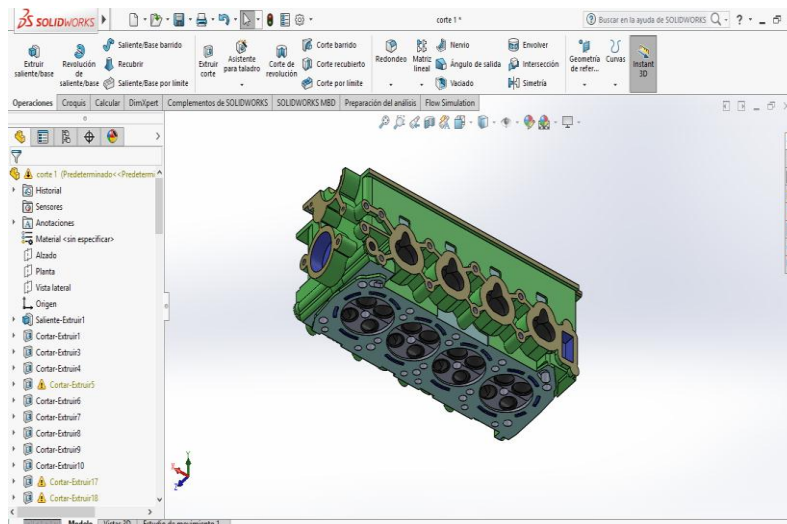 SOLIDWORKS
corte 1 *
Buscar en la ayuda de SOLIDWORKS
Extruir saliente/base
Revolución de saliente/base
Saliente/Base barrido
Recubrir
Saliente/Base por límite
Extruir corte
Asistente para taladro
Corte de revolución
Corte barrido
Corte recubierto
Corte por límite
Redondeo
Matriz lineal
Nervio
Ángulo de salida
Vaciado
Envolver
Intersección
Simetría
Geometría de refer...
Curvas
Instant 3D
Operaciones
Croquis
Calcular
DimXpert
Complementos de SOLIDWORKS
SOLIDWORKS MBD
Preparación del análisis
Flow Simulation
corte 1 (Predeterminado<<Predetermi
Historial
Sensores
Anotaciones
Material <sin especificar>
Alzado
Planta
Vista lateral
Origen
Saliente-Extruir1
Cortar-Extruir1
Cortar-Extruir3
Cortar-Extruir4
Cortar-Extruir5
Cortar-Extruir6
Cortar-Extruir7
Cortar-Extruir8
Cortar-Extruir9
Cortar-Extruir10
Cortar-Extruir17
Cortar-Extruir18
Y
X
Z
Modelo
Vistas 3D
Estudio de movimiento 1